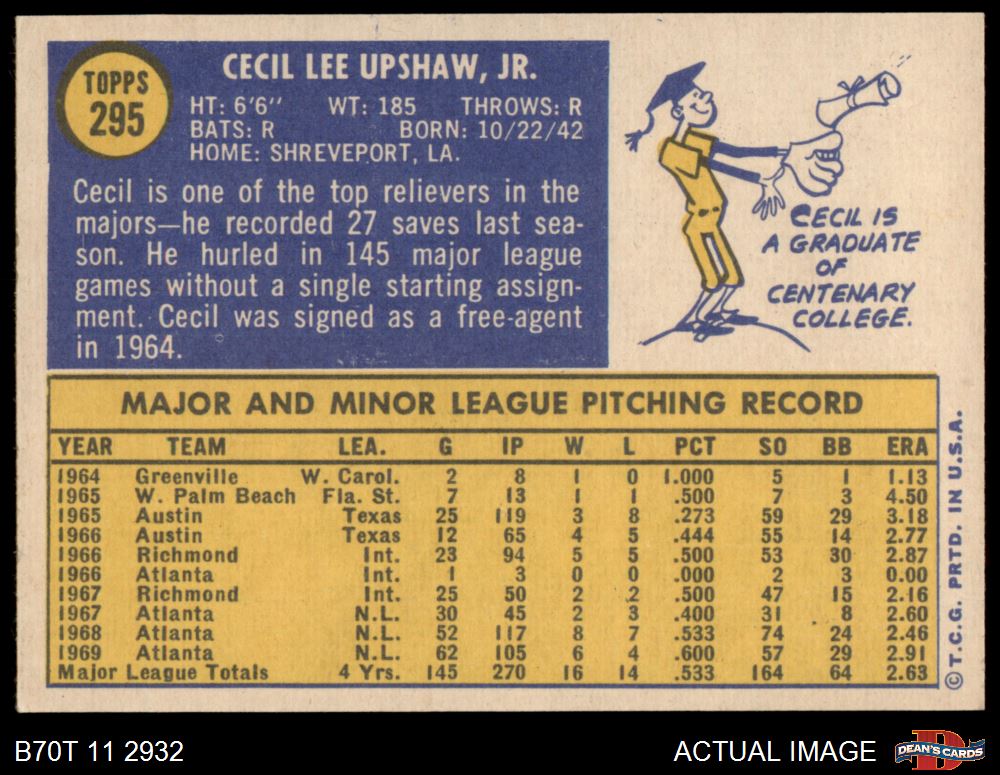 TOPPS
295
CECIL LEE UPSHAW, JR.
HT: 6'6" WT: 185 THROWS: R
BATS: R BORN: 10/22/42
HOME: SHREVEPORT, LA.
Cecil is one of the top relievers in the
majors—he recorded 27 saves last sea-
son. He hurled in 145 major league
games without a single starting assign-
ment. Cecil was signed as a free-agent
in 1964.
CECIL IS
A GRADUATE
OF
CENTENARY
COLLEGE.
MAJOR AND MINOR LEAGUE PITCHING RECORD
YEAR TEAM LEA. G IP W L PCT SO BB ERA
1964 Greenville W. Carol. 2 8 1 0 1.000 5 1 1.13
1965 W. Palm Beach Fla. St. 7 13 1 1 .500 7 3 4.50
1965 Austin Texas 25 119 3 8 .273 59 29 3.18
1966 Austin Texas 12 65 4 5 .444 55 14 2.77
1966 Richmond Int. 23 94 5 5 .500 53 30 2.87
1966 Atlanta Int. 1 3 0 0 .000 2 3 0.00
1967 Richmond Int. 25 50 2 2 .500 47 15 2.16
1967 Atlanta N.L. 30 45 2 3 .400 31 8 2.60
1968 Atlanta N.L. 52 117 8 7 .533 74 24 2.46
1969 Atlanta N.L. 62 105 6 4 .600 57 29 2.91
Major League Totals 4 Yrs. 145 270 16 14 .533 164 64 2.63
©T.C.G. PRTD. IN U.S.A.
B70T 11 2932
ACTUAL IMAGE
D
DEAN'S CARDS